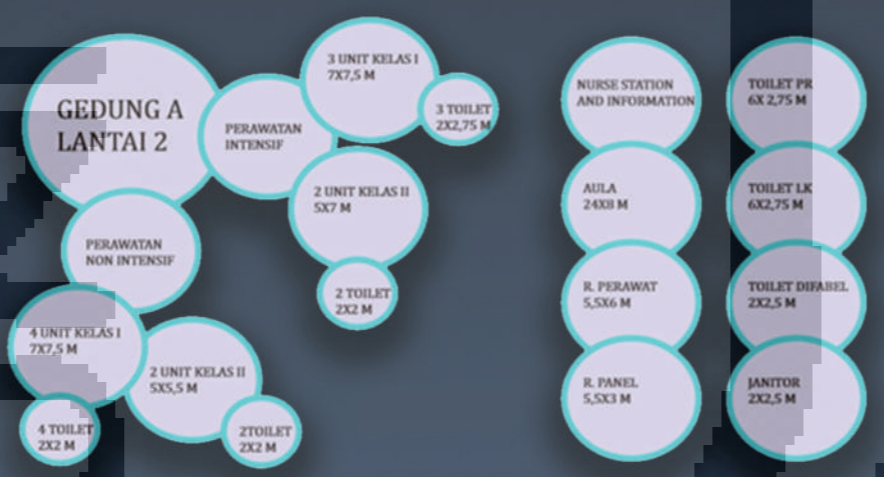 GEDUNG A
LANTAI 2
PERAWATAN
INTENSIF
3 UNIT KELAS I
7X7,5 M
3 TOILET
2X2,75 M
2 UNIT KELAS II
5X7 M
2 TOILET
2X2 M
PERAWATAN
NON INTENSIF
4 UNIT KELAS I
7X7,5 M
4 TOILET
2X2 M
2 UNIT KELAS II
5X5,5 M
2TOILET
2X2 M
NURSE STATION
AND INFORMATION
AULA
24X8 M
R. PERAWAT
5,5X6 M
R. PANEL
5,5X3 M
TOILET PR
6X 2,75 M
TOILET LK
6X2,75 M
TOILET DIFABEL
2X2,5 M
JANITOR
2X2,5 M